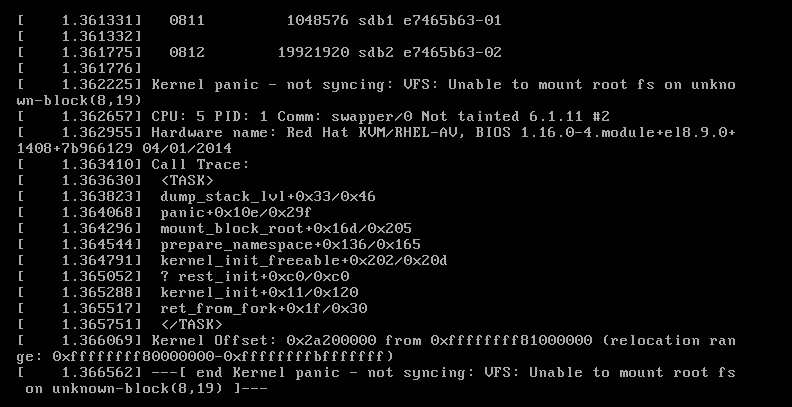 [    1.361331]   0811         1048576 sdb1 e7465b63-01
[    1.361332]
[    1.361775]   0812        19921920 sdb2 e7465b63-02
[    1.361776]
[    1.362225] Kernel panic - not syncing: VFS: Unable to mount root fs on unkno
wn-block(8,19)
[    1.362657] CPU: 5 PID: 1 Comm: swapper/0 Not tainted 6.1.11 #2
[    1.362955] Hardware name: Red Hat KVM/RHEL-AV, BIOS 1.16.0-4.module+el8.9.0+
1408+7b966129 04/01/2014
[    1.363410] Call Trace:
[    1.363630]  <TASK>
[    1.363823]  dump_stack_lvl+0x33/0x46
[    1.364068]  panic+0x10e/0x29f
[    1.364296]  mount_block_root+0x16d/0x205
[    1.364544]  prepare_namespace+0x136/0x165
[    1.364791]  kernel_init_freeable+0x202/0x20d
[    1.365052]  ? rest_init+0xc0/0xc0
[    1.365288]  kernel_init+0x11/0x120
[    1.365517]  ret_from_fork+0x1f/0x30
[    1.365751]  </TASK>
[    1.366069] Kernel Offset: 0x2a200000 from 0xffffffff81000000 (relocation ran
ge: 0xffffffff80000000-0xffffffffbfffffff)
[    1.366562] ---[ end Kernel panic - not syncing: VFS: Unable to mount root fs
 on unknown-block(8,19) ]---